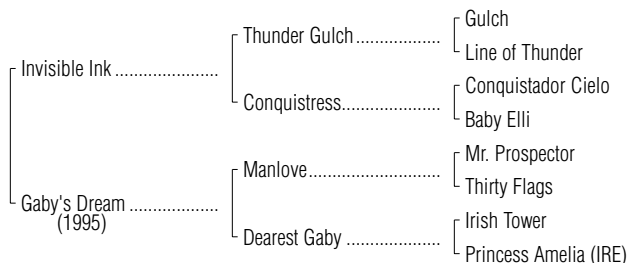 Gulch
Thunder Gulch ....................
Line of Thunder
Invisible Ink ........................
Conquistador Cielo
Conquistress.......................
Baby Elli
Mr. Prospector
Manlove..............................
Thirty Flags
Gaby's Dream .....................
(1995)
Irish Tower
Dearest Gaby .....................
Princess Amelia (IRE)